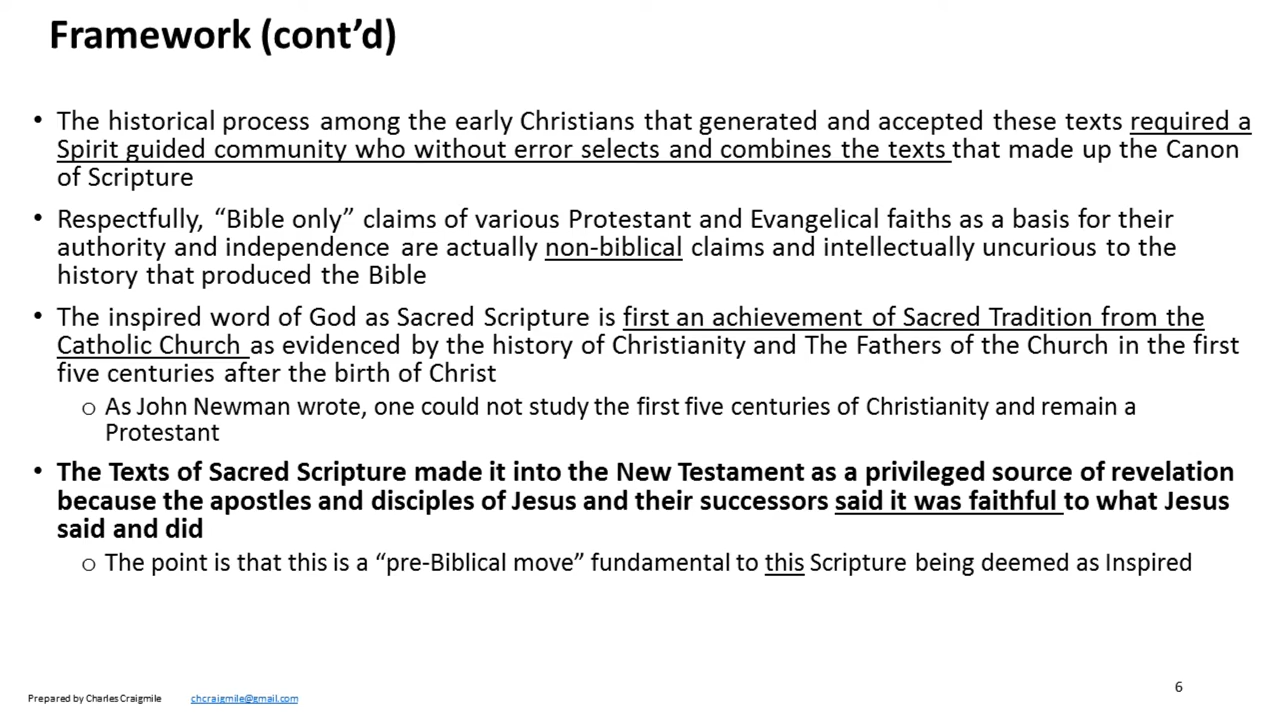 Framework (cont’d)
• The historical process among the early Christians that generated and accepted these texts required a
Spirit guided community who without error selects and combines the texts that made up the Canon
of Scripture
• Respectfully, “Bible only” claims of various Protestant and Evangelical faiths as a basis for their
authority and independence are actually non-biblical claims and intellectually uncurious to the
history that produced the Bible
• The inspired word of God as Sacred Scripture is first an achievement of Sacred Tradition from the
Catholic Church as evidenced by the history of Christianity and The Fathers of the Church in the first
five centuries after the birth of Christ
o As John Newman wrote, one could not study the first five centuries of Christianity and remain a
Protestant
• The Texts of Sacred Scripture made it into the New Testament as a privileged source of revelation
because the apostles and disciples of Jesus and their successors said it was faithful to what Jesus
said and did
o The point is that this is a “pre-Biblical move” fundamental to this Scripture being deemed as Inspired
Prepared by Charles Craigmile chcraigmile@gmail.com
6